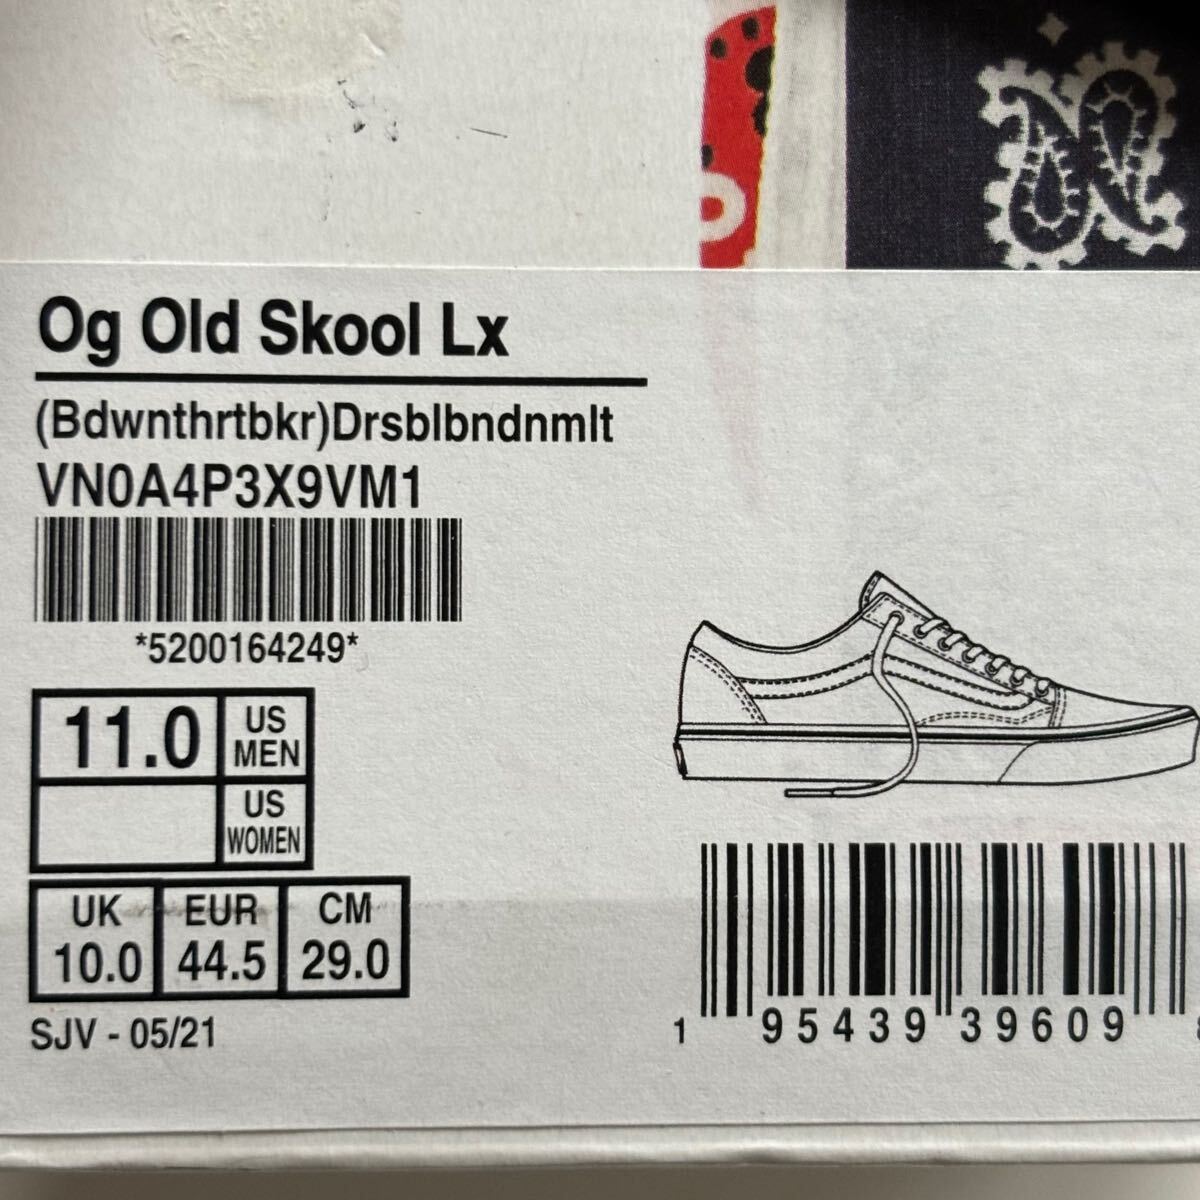 Og Old Skool Lx
(Bdwnthrtbkr)Drsblbndnmlt
VN0A4P3X9VM1
*5200164249*
11.0 US MEN
US WOMEN
UK EUR CM
10.0 44.5 29.0
SJV - 05/21
1 95439 39609